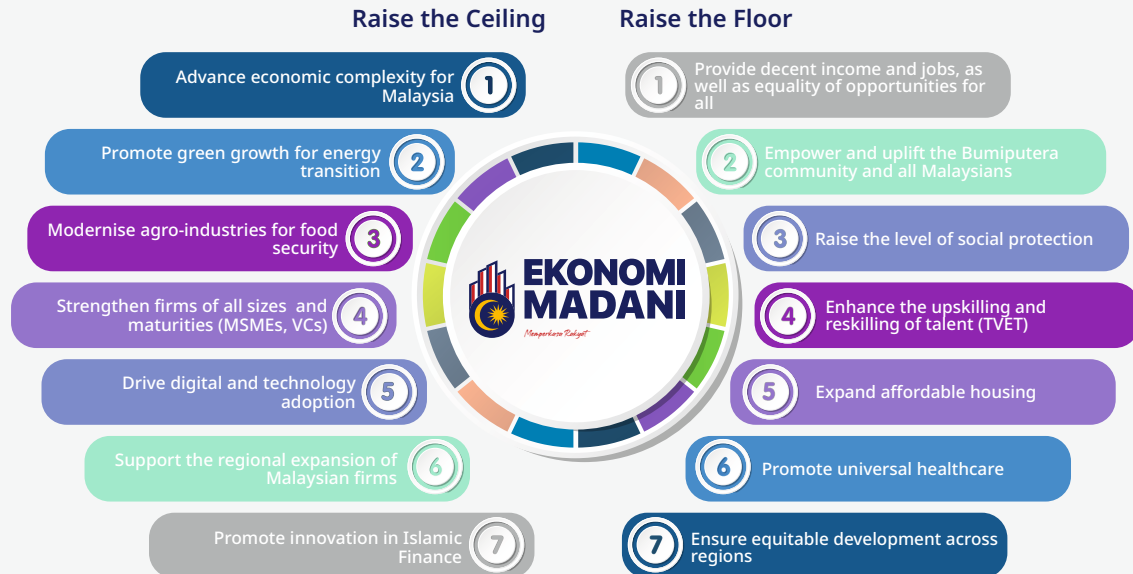 Raise the Ceiling
Advance economic complexity for
Malaysia
1
Promote green growth for energy
transition
2
Modernise agro-industries for food
security
3
Strengthen firms of all sizes and
maturities (MSMEs, VCs)
4
Drive digital and technology
adoption
5
Support the regional expansion of
Malaysian firms
6
Promote innovation in Islamic
Finance
7
EKONOMI
MADANI
Memperkasa Rakyat
Raise the Floor
1
Provide decent income and jobs, as
well as equality of opportunities for
all
2
Empower and uplift the Bumiputera
community and all Malaysians
3
Raise the level of social protection
4
Enhance the upskilling and
reskilling of talent (TVET)
5
Expand affordable housing
6
Promote universal healthcare
7
Ensure equitable development across
regions